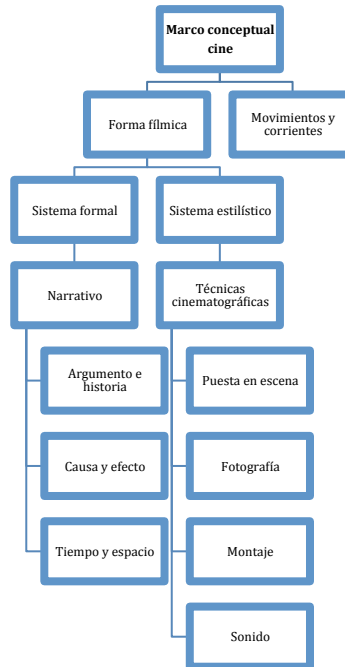 Marco conceptual
cine
Forma fílmica
Movimientos y
corrientes
Sistema formal
Sistema estilístico
Narrativo
Técnicas
cinematográficas
Argumento e
historia
Puesta en escena
Causa y efecto
Fotografía
Tiempo y espacio
Montaje
Sonido